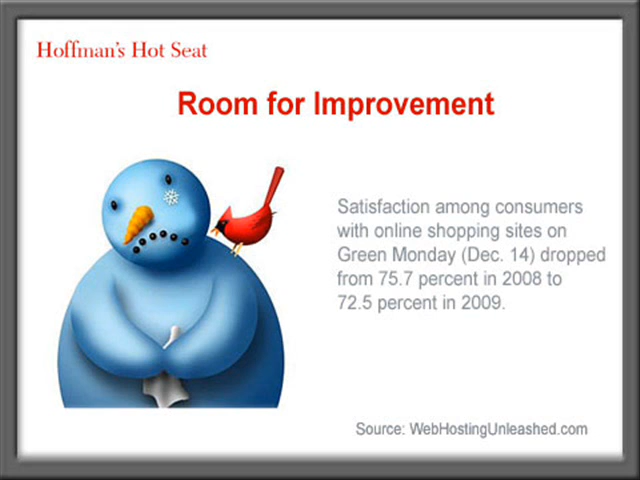 Hoffman's Hot Seat
Room for Improvement
Satisfaction among consumers
with online shopping sites on
Green Monday (Dec. 14) dropped
from 75.7 percent in 2008 to
72.5 percent in 2009.
Source: WebHostingUnleashed.com